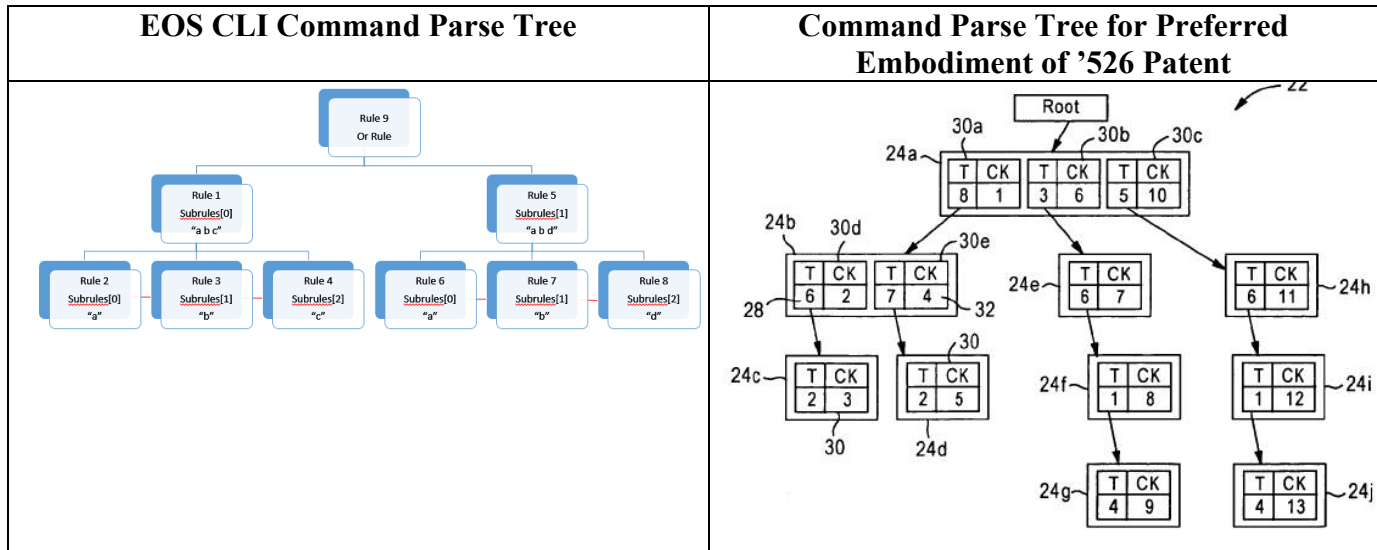 EOS CLI Command Parse Tree
Command Parse Tree for Preferred
Embodiment of ’526 Patent
Rule 9
Or Rule
Rule 1
Subrules[0]
“a b c”
Rule 5
Subrules[1]
“a b d”
Rule 2
Subrules[0]
“a”
Rule 3
Subrules[1]
“b”
Rule 4
Subrules[2]
“c”
Rule 6
Subrules[0]
“a”
Rule 7
Subrules[1]
“b”
Rule 8
Subrules[2]
“d”
22
Root
30a 30b 30c
24a
T CK T CK T CK
8 1 3 6 5 10
24b 30d 30e
T CK T CK
6 2 7 4
28 32
24e
T CK
6 7
T CK
6 11
24h
24c
T CK
2 3
30
30
T CK
2 5
24d
24f
T CK
1 8
T CK
1 12
24i
24g
T CK
4 9
T CK
4 13
24j